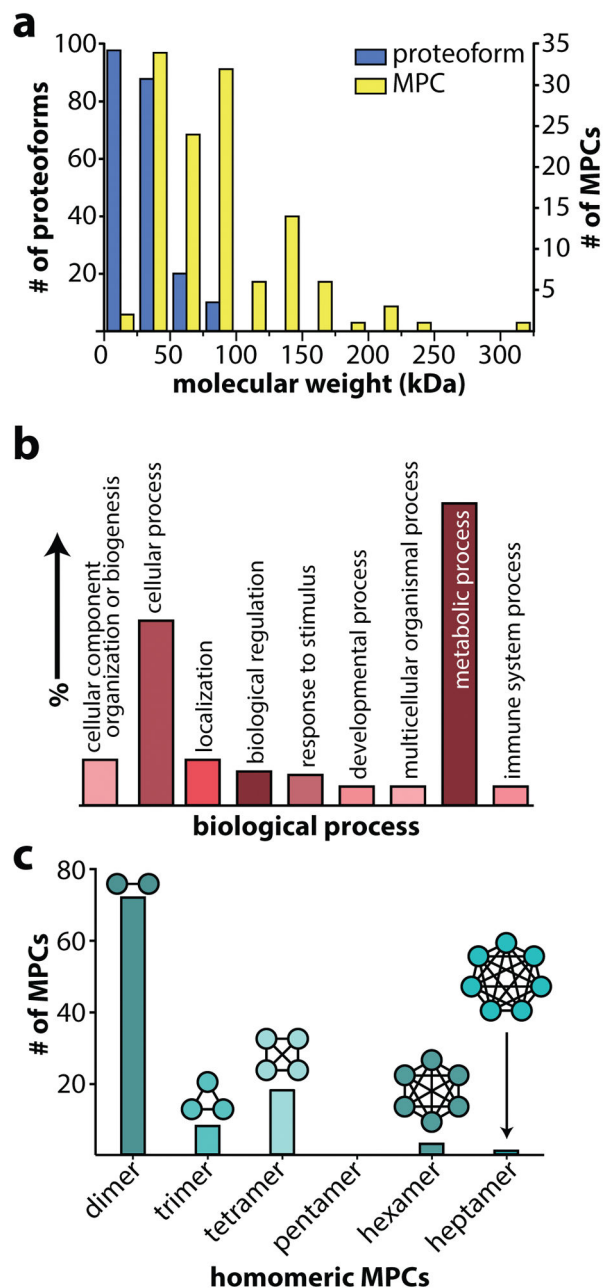 a
100
80
60
40
20
# of proteoforms
proteoform
MPC
35
30
25
20
15
10
5
# of MPCs
0 50 100 150 200 250 300
molecular weight (kDa)
b
%
cellular component
organization or biogenesis
cellular process
localization
biological regulation
response to stimulus
developmental process
multicellular organismal process
metabolic process
immune system process
biological process
c
80
60
40
20
# of MPCs
dimer
trimer
tetramer
pentamer
hexamer
heptamer
homomeric MPCs